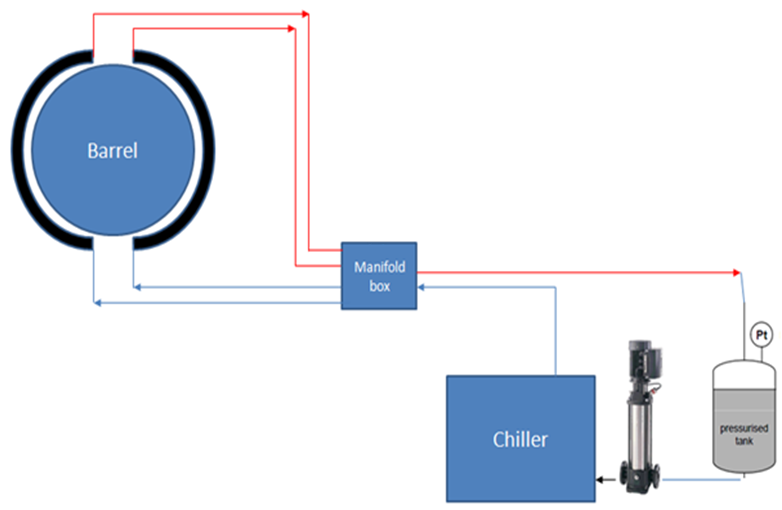 Barrel
Manifold
box
Pt
Chiller
pressurised
tank